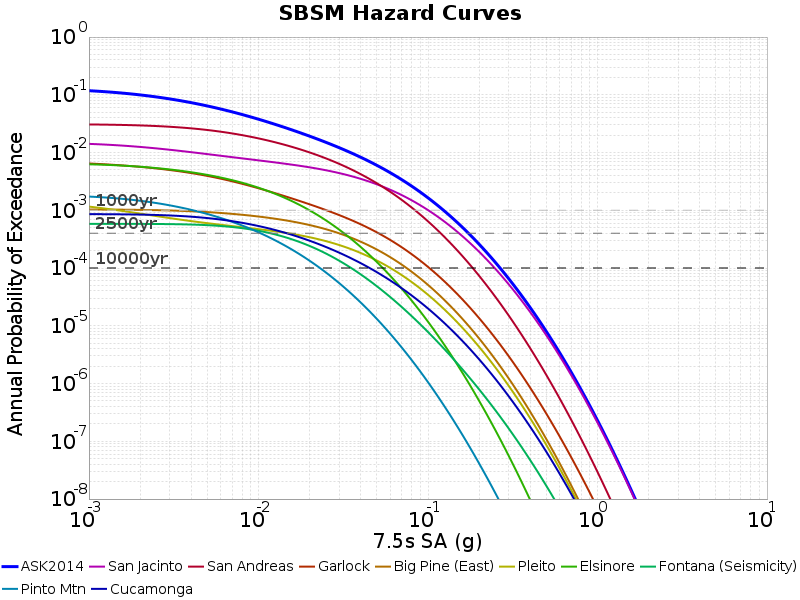 SBSM Hazard Curves
Annual Probability of Exceedance
10^0
10^-1
10^-2
10^-3
10^-4
10^-5
10^-6
10^-7
10^-8
1000yr
2500yr
10000yr
10^-3 10^-2 10^-1 10^0 10^1
7.5s SA (g)
ASK2014 San Jacinto San Andreas Garlock Big Pine (East) Pleito Elsinore Fontana (Seismicity)
Pinto Mtn Cucamonga